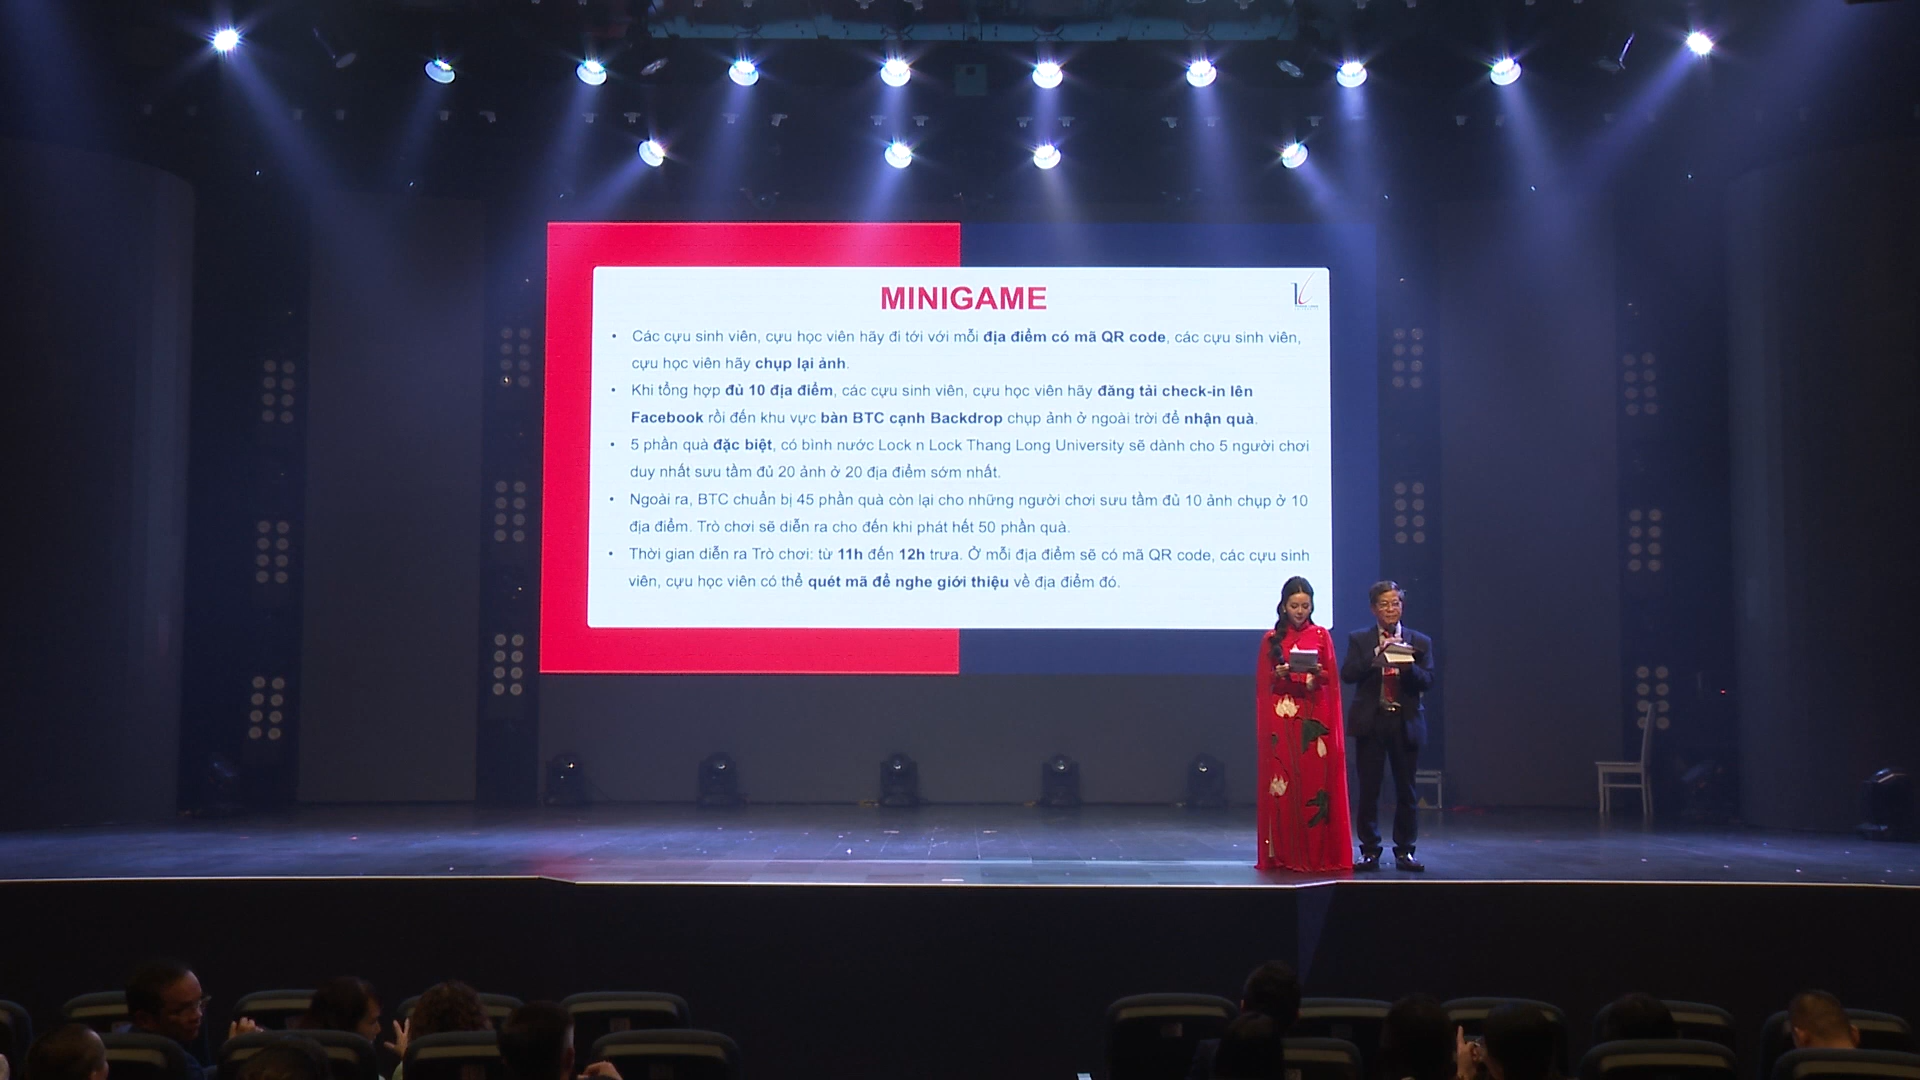 MINIGAME
• Các cựu sinh viên, cựu học viên hãy đi tới với mỗi địa điểm có mã QR code, các cựu sinh viên,
cựu học viên hãy chụp lại ảnh.
• Khi tổng hợp đủ 10 địa điểm, các cựu sinh viên, cựu học viên hãy đăng tải check-in lên
Facebook rồi đến khu vực bàn BTC cạnh Backdrop chụp ảnh ở ngoài trời để nhận quà.
• 5 phần quà đặc biệt, có bình nước Lock n Lock Thang Long University sẽ dành cho 5 người chơi
duy nhất sưu tầm đủ 20 ảnh ở 20 địa điểm sớm nhất.
• Ngoài ra, BTC chuẩn bị 45 phần quà còn lại cho những người chơi sưu tầm đủ 10 ảnh chụp ở 10
địa điểm. Trò chơi sẽ diễn ra cho đến khi phát hết 50 phần quà.
• Thời gian diễn ra Trò chơi: từ 11h đến 12h trưa. Ở mỗi địa điểm sẽ có mã QR code, các cựu sinh
viên, cựu học viên có thể quét mã để nghe giới thiệu về địa điểm đó.